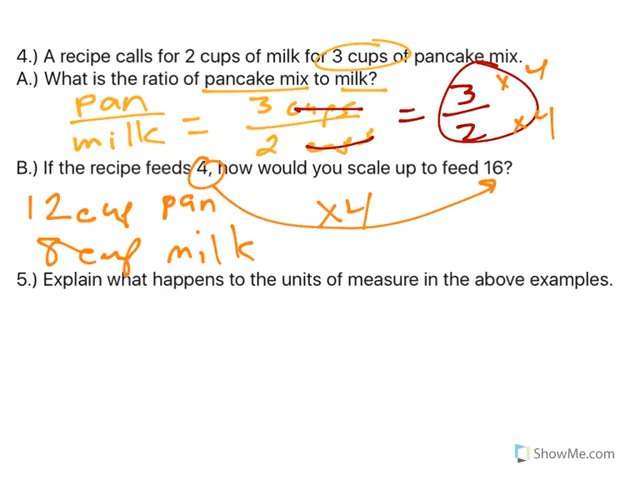 4.) A recipe calls for 2 cups of milk for 3 cups of pancake mix.
A.) What is the ratio of pancake mix to milk?
pan/milk = 3 cups/2 cups = 3/2 x4 x4
B.) If the recipe feeds 4, how would you scale up to feed 16?
12 cup pan x4
8 cup milk
5.) Explain what happens to the units of measure in the above examples.
ShowMe.com